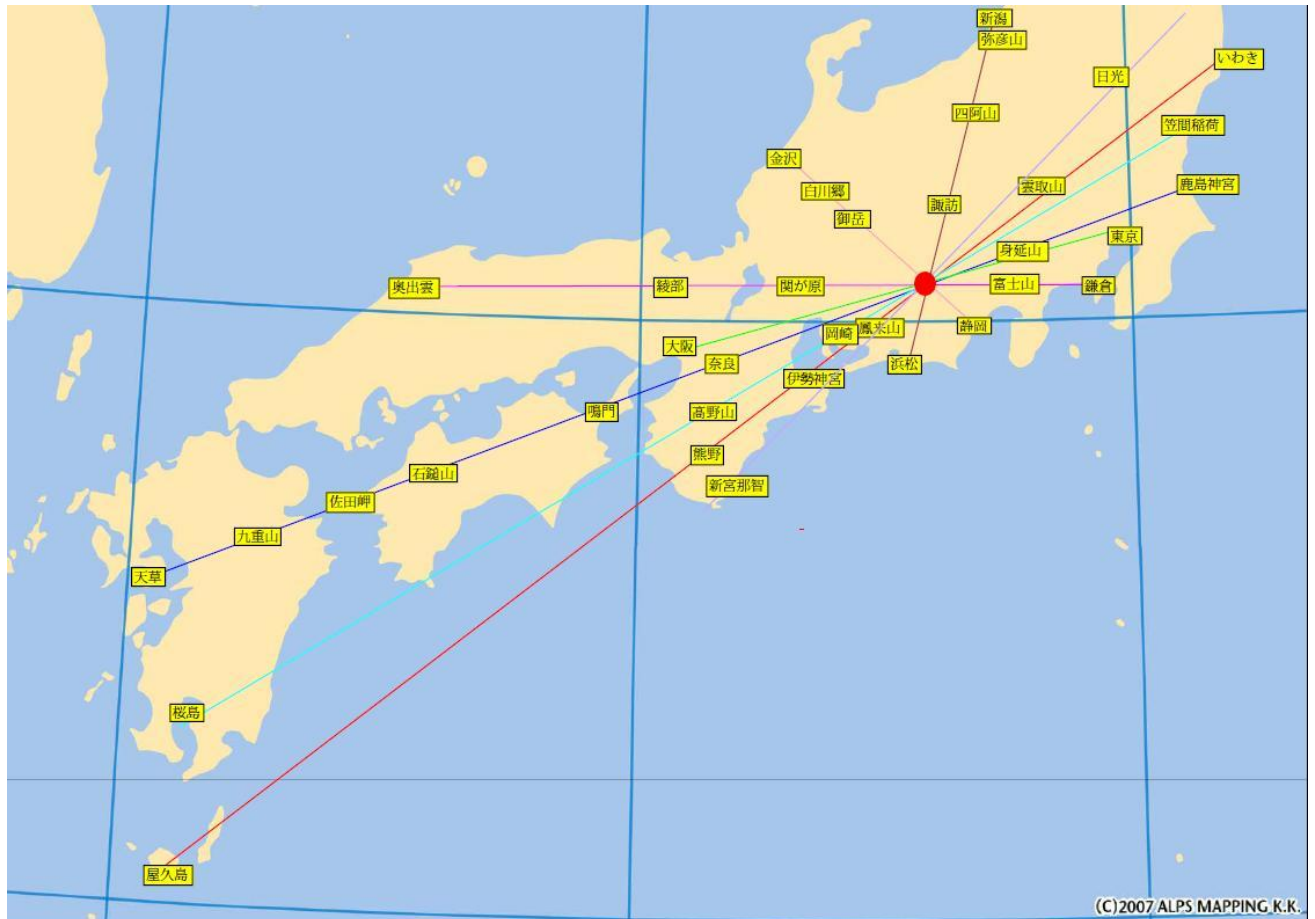 新潟
弥彦山
いわき
日光
四阿山
笠間稲荷
金沢
白川郷
雲取山
鹿島神宮
諏訪
御岳
東京
身延山
奥出雲
綾部
関が原
富士山
鎌倉
鳳来山
静岡
岡崎
大阪
奈良
浜松
伊勢神宮
鳴門
高野山
熊野
石鎚山
新宮那智
佐田岬
九重山
天草
桜島
屋久島
(C)2007 ALPS MAPPING K.K.